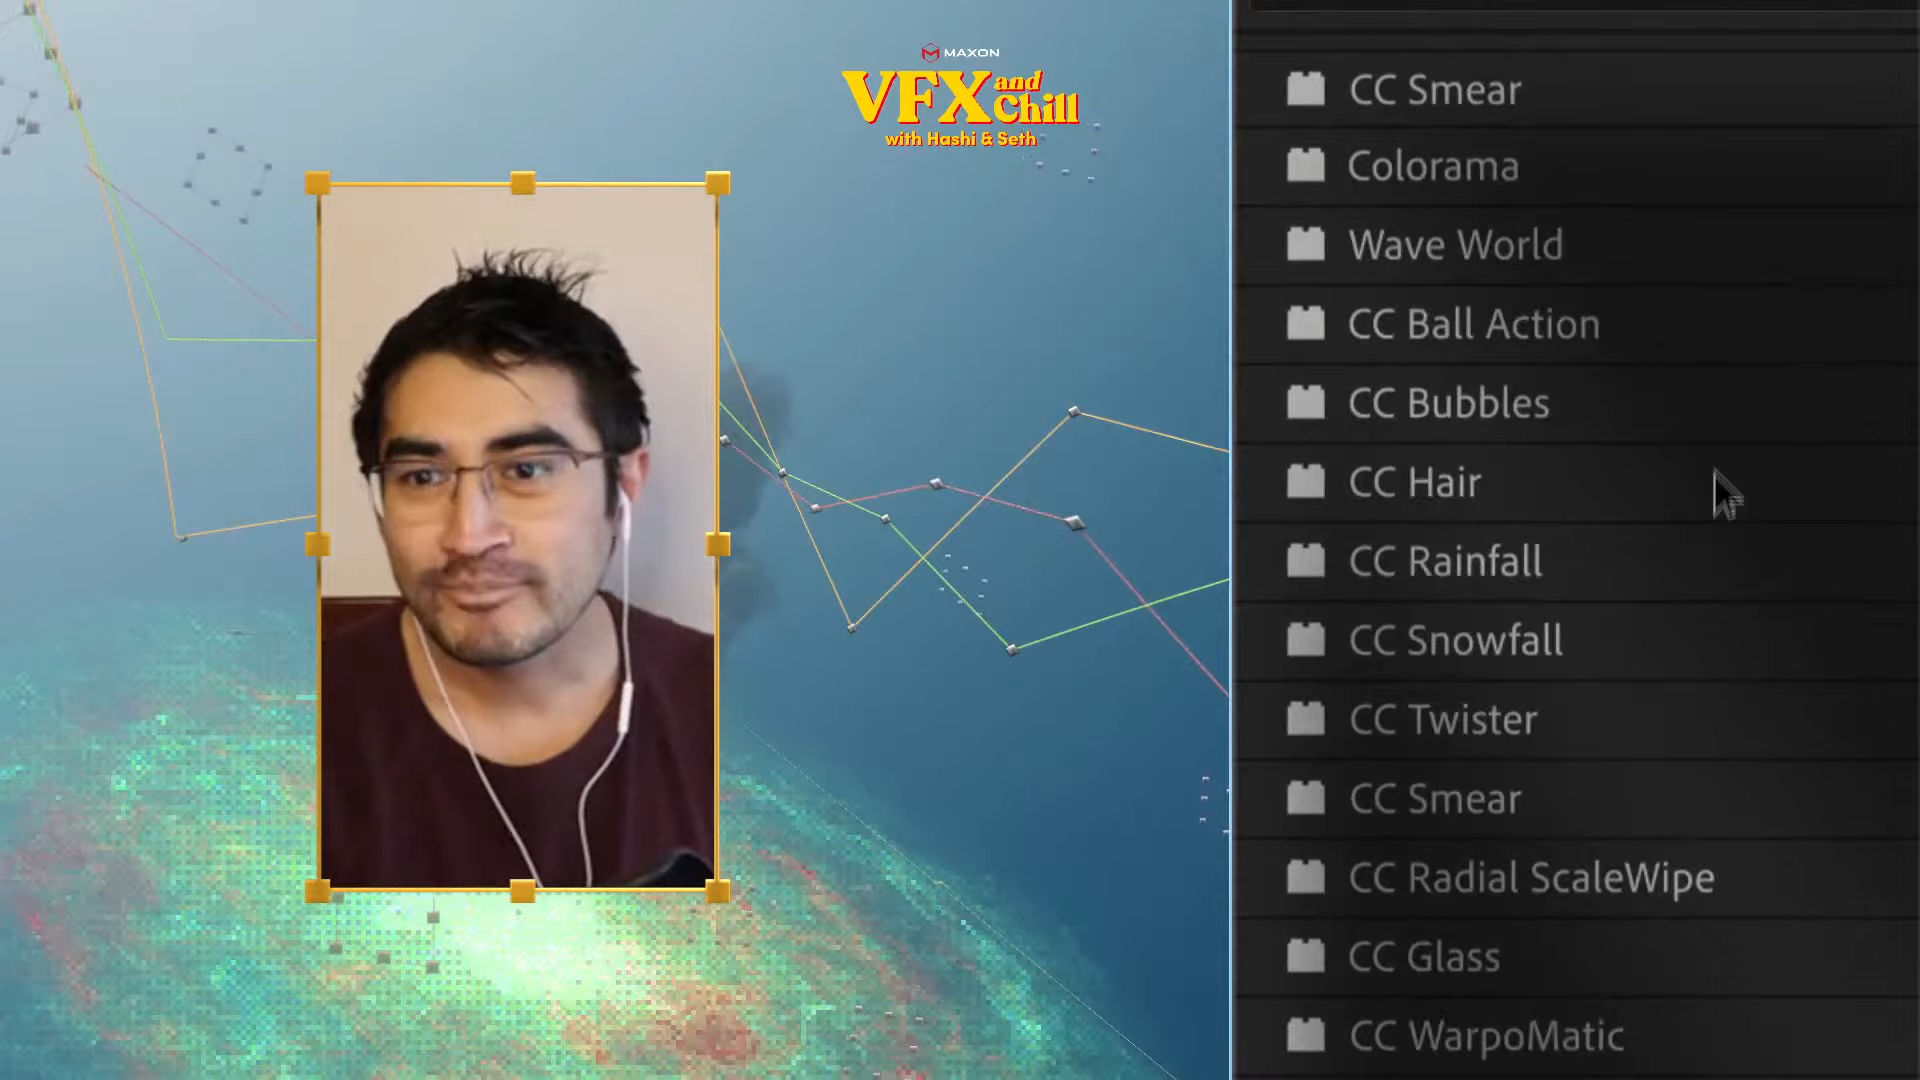 MAXON
VFX and Chill
with Hashi & Seth
CC Smear
Colorama
Wave World
CC Ball Action
CC Bubbles
CC Hair
CC Rainfall
CC Snowfall
CC Twister
CC Smear
CC Radial ScaleWipe
CC Glass
CC WarpoMatic